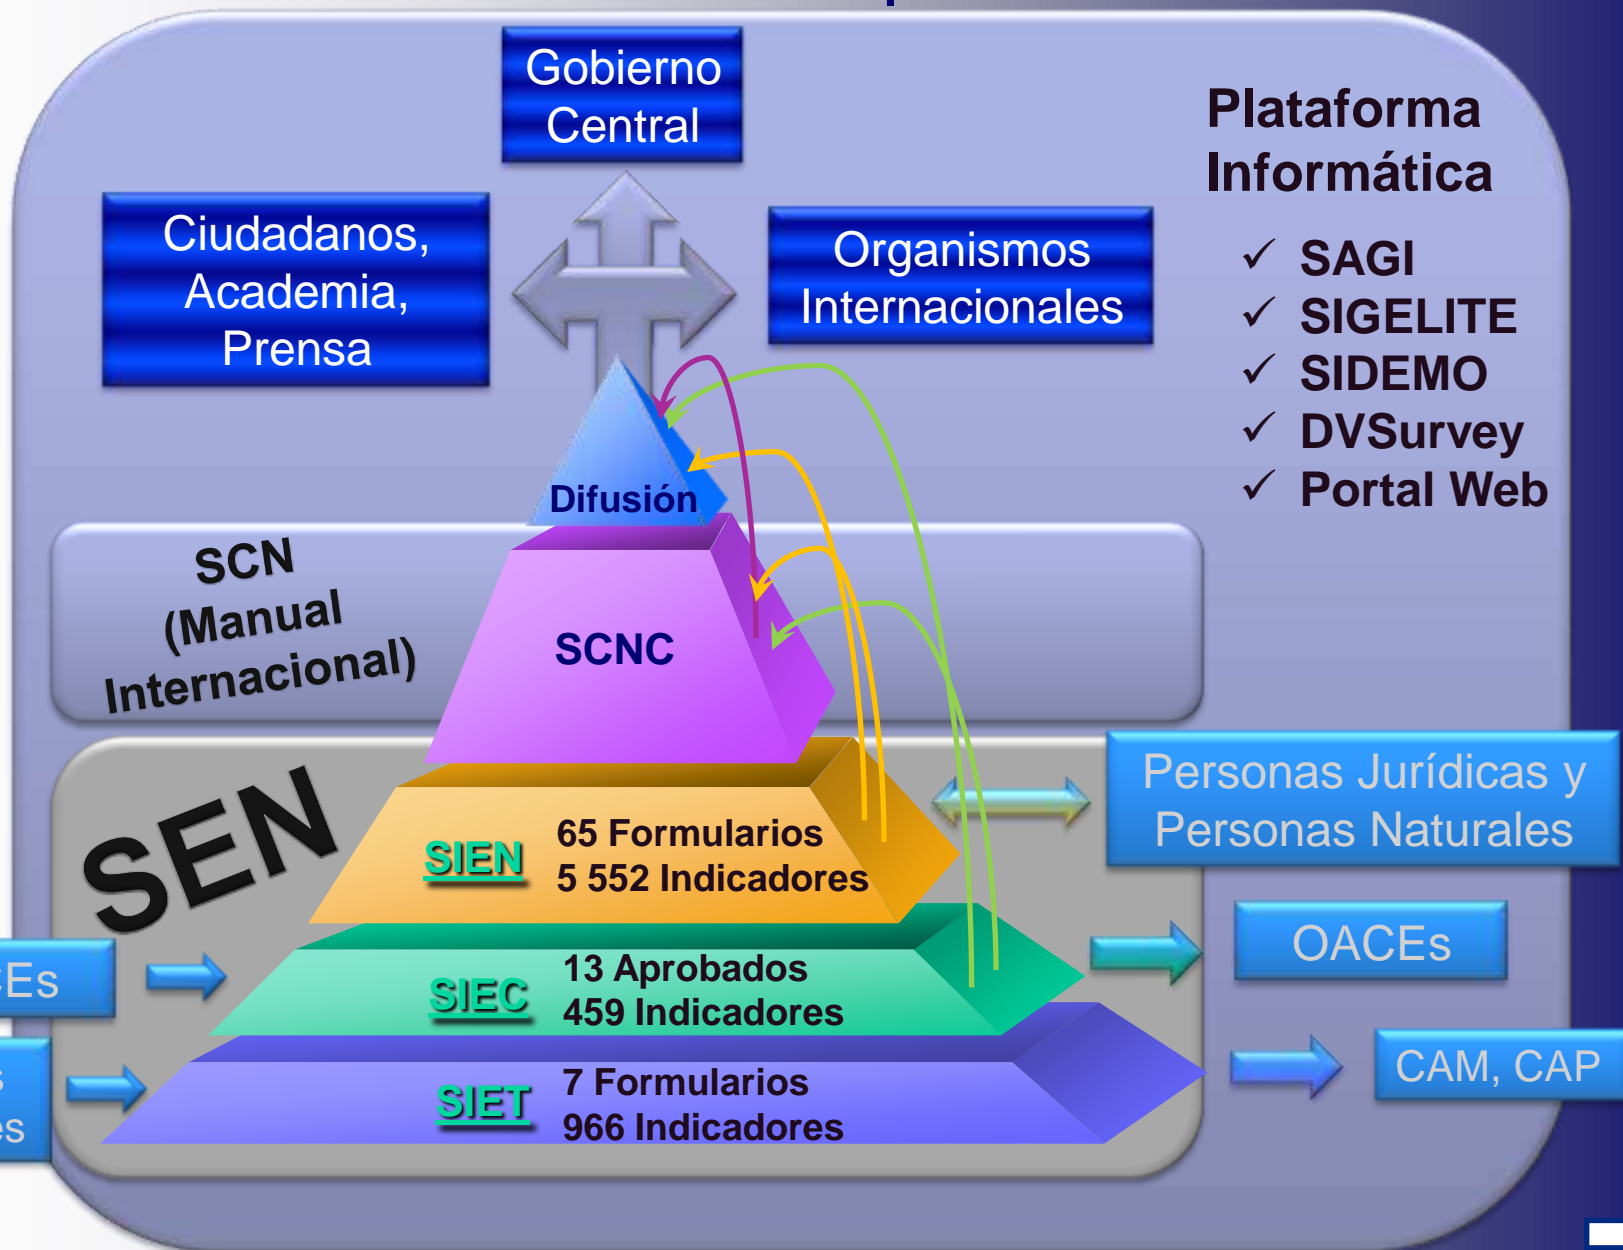 Gobierno
Central
Plataforma
Informática
Ciudadanos,
Academia,
Prensa
Organismos
Internacionales
✓ SAGI
✓ SIGELITE
✓ SIDEMO
✓ DVSurvey
✓ Portal Web
Difusión
SCN
(Manual
Internacional)
SCNC
SEN
Personas Jurídicas y
Personas Naturales
SIEN
65 Formularios
5 552 Indicadores
OACEs
SIEC
13 Aprobados
459 Indicadores
CAM, CAP
SIET
7 Formularios
966 Indicadores